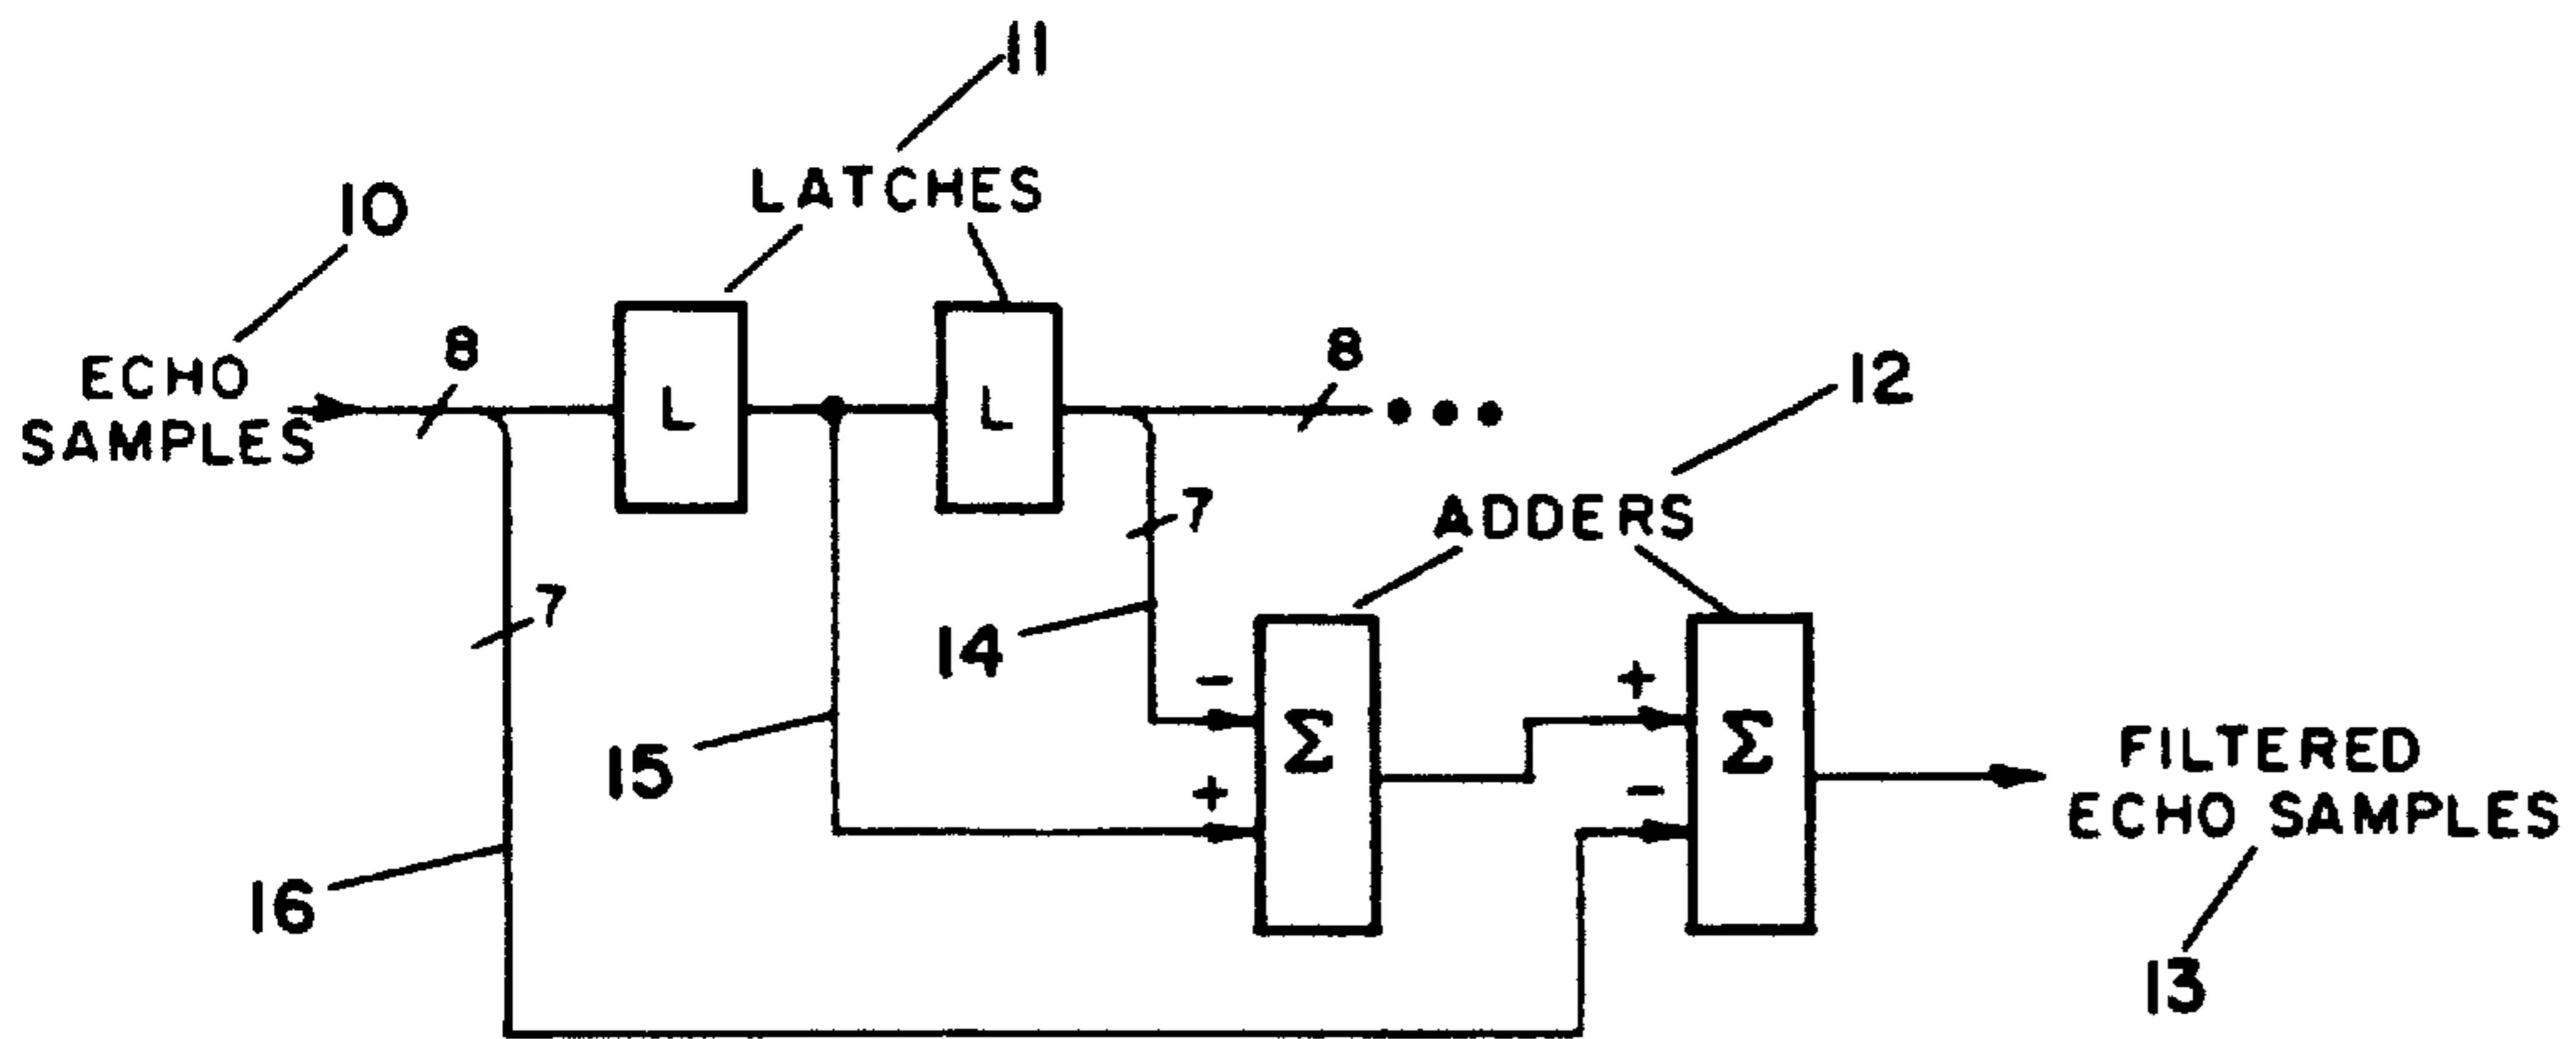 11
LATCHES
10
8
8
ECHO
SAMPLES
L
L
12
7
ADDERS
7
14
-
+
15
+
-
Σ
Σ
FILTERED
ECHO SAMPLES
16
13